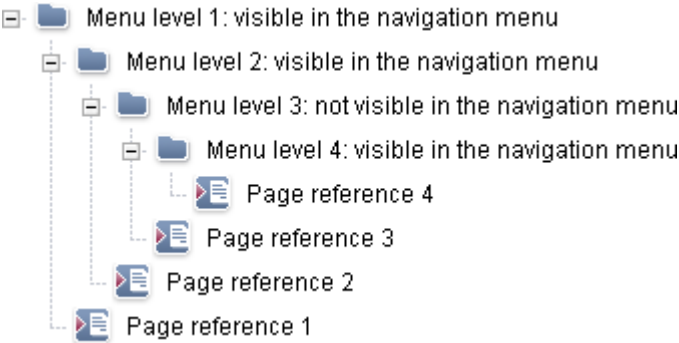 Menu level 1: visible in the navigation menu
Menu level 2: visible in the navigation menu
Menu level 3: not visible in the navigation menu
Menu level 4: visible in the navigation menu
Page reference 4
Page reference 3
Page reference 2
Page reference 1